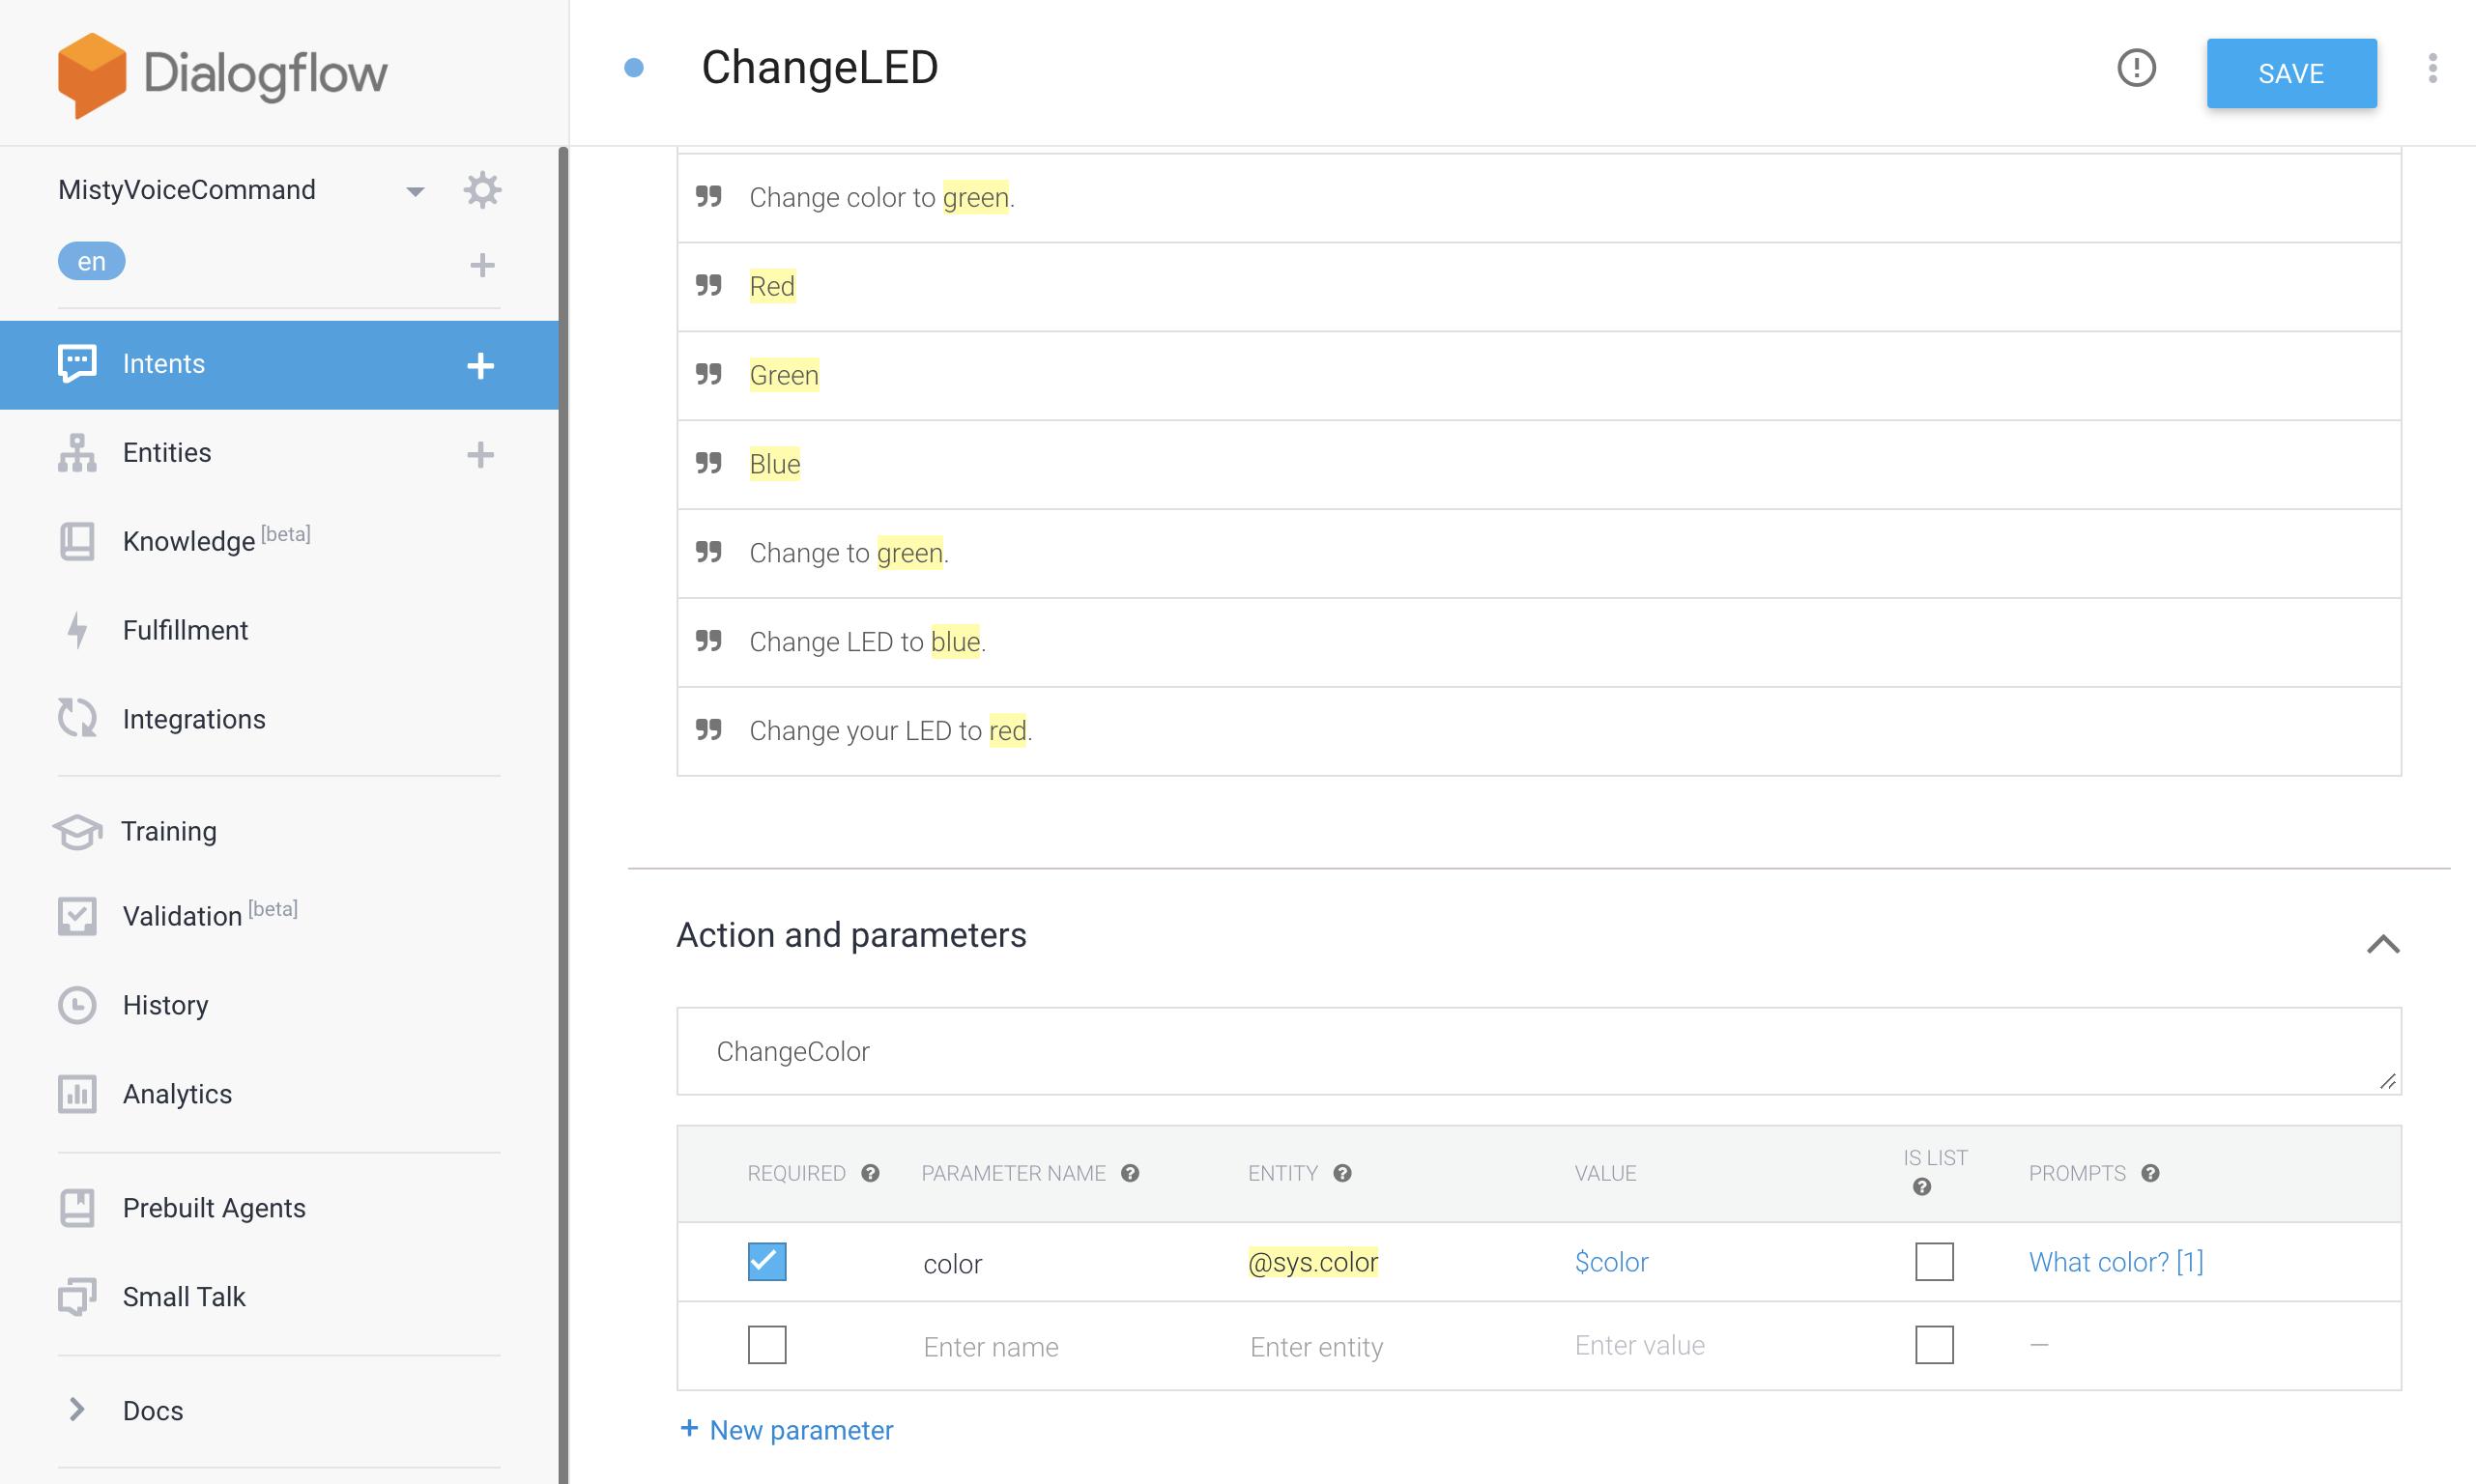 Dialogflow
MistyVoiceCommand
en
Intents
Entities
Knowledge [beta]
Fulfillment
Integrations
Training
Validation [beta]
History
Analytics
Prebuilt Agents
Small Talk
Docs
ChangeLED
SAVE
Change color to green.
Red
Green
Blue
Change to green.
Change LED to blue.
Change your LED to red.
Action and parameters
ChangeColor
REQUIRED PARAMETER NAME ENTITY VALUE IS LIST PROMPTS
color @sys.color $color What color? [1]
Enter name Enter entity Enter value –
+ New parameter